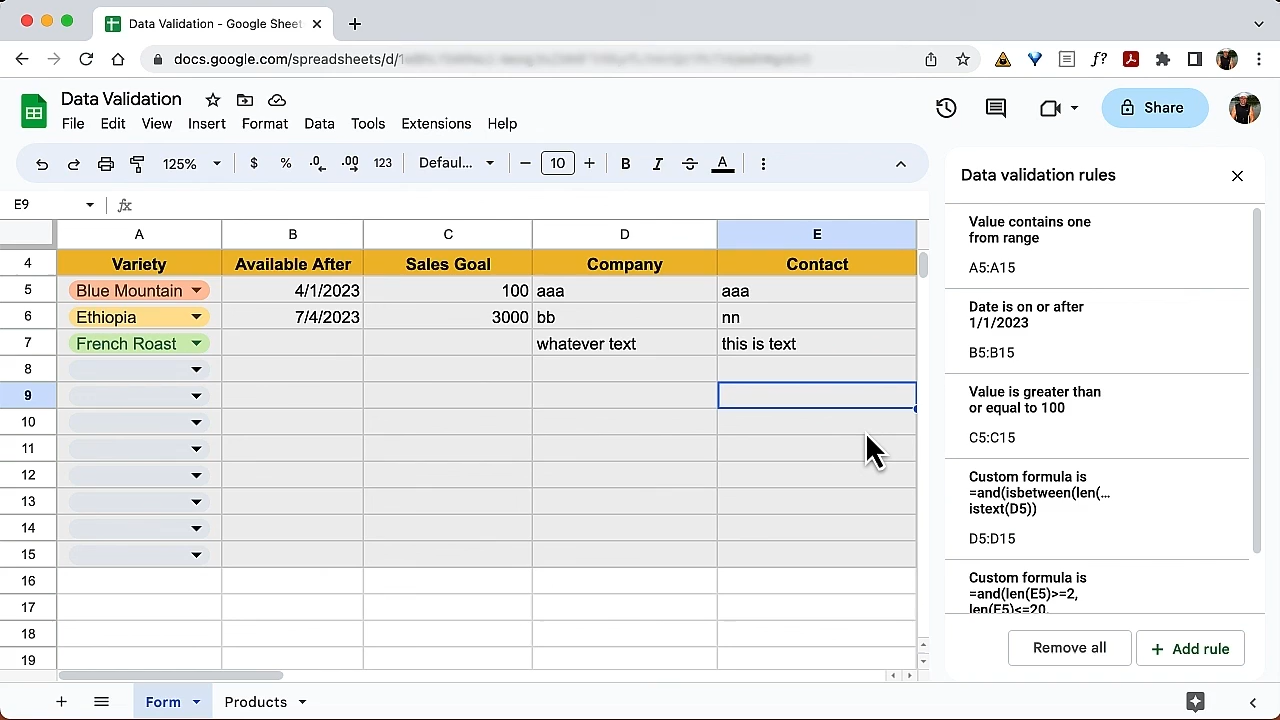 Data Validation - Google Sheet
docs.google.com/spreadsheets/d/1
Data Validation
File Edit View Insert Format Data Tools Extensions Help
Share
125% $ % .0 .00 123 Defaul... 10 B I S A
E9 fx
A B C D E
4 Variety Available After Sales Goal Company Contact
5 Blue Mountain 4/1/2023 100 aaa aaa
6 Ethiopia 7/4/2023 3000 bb nn
7 French Roast whatever text this is text
8
9
10
11
12
13
14
15
16
17
18
19
Form Products
Data validation rules
Value contains one
from range
A5:A15
Date is on or after
1/1/2023
B5:B15
Value is greater than
or equal to 100
C5:C15
Custom formula is
=and(isbetween(len(...
istext(D5))
D5:D15
Custom formula is
=and(len(E5)>=2,
len(E5)<=20,
Remove all + Add rule